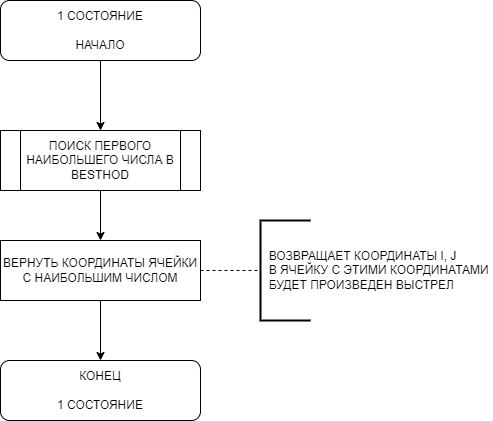 1 СОСТОЯНИЕ
НАЧАЛО
ПОИСК ПЕРВОГО
НАИБОЛЬШЕГО ЧИСЛА В
BESTHOD
ВЕРНУТЬ КООРДИНАТЫ ЯЧЕЙКИ
С НАИБОЛЬШИМ ЧИСЛОМ
ВОЗВРАЩАЕТ КООРДИНАТЫ I, J
В ЯЧЕЙКУ С ЭТИМИ КООРДИНАТАМИ
БУДЕТ ПРОИЗВЕДЕН ВЫСТРЕЛ
КОНЕЦ
1 СОСТОЯНИЕ